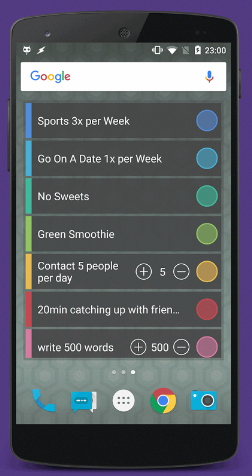 23:00
Google
Sports 3x per Week
Go On A Date 1x per Week
No Sweets
Green Smoothie
Contact 5 people
per day
5
20min catching up with frien...
write 500 words
500